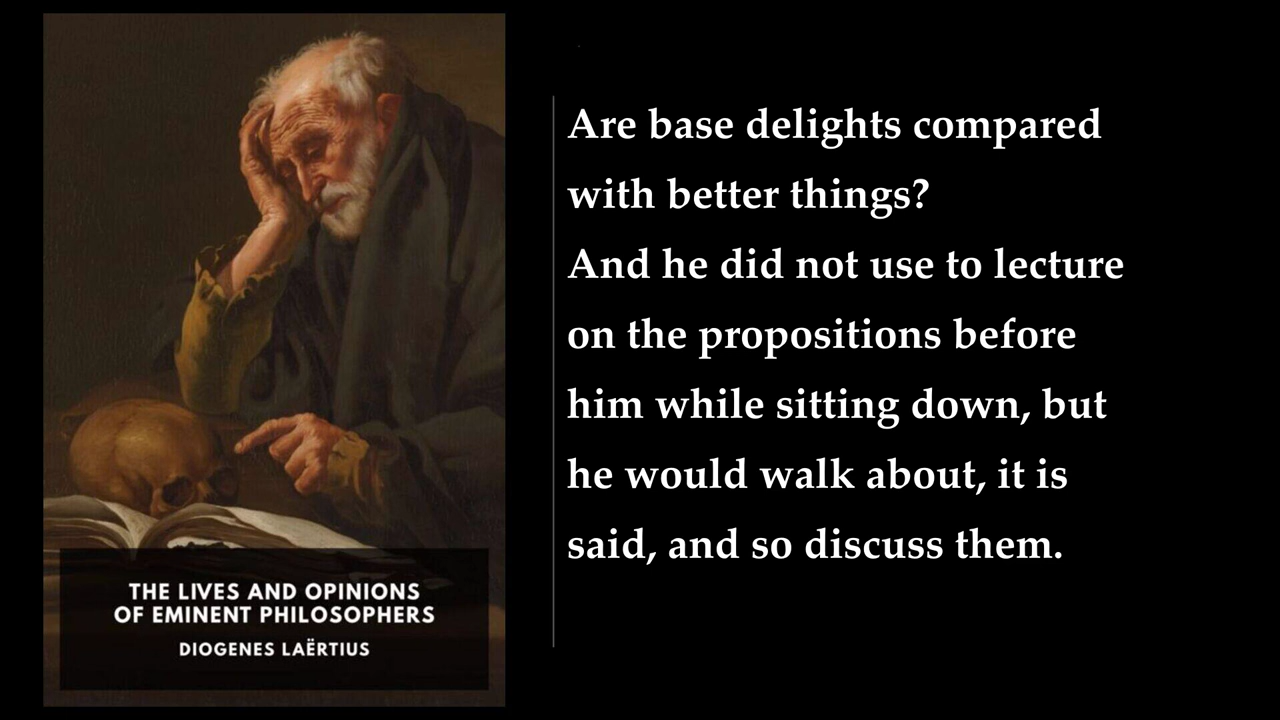 THE LIVES AND OPINIONS
OF EMINENT PHILOSOPHERS
DIOGENES LAËRTIUS
Are base delights compared
with better things?
And he did not use to lecture
on the propositions before
him while sitting down, but
he would walk about, it is
said, and so discuss them.